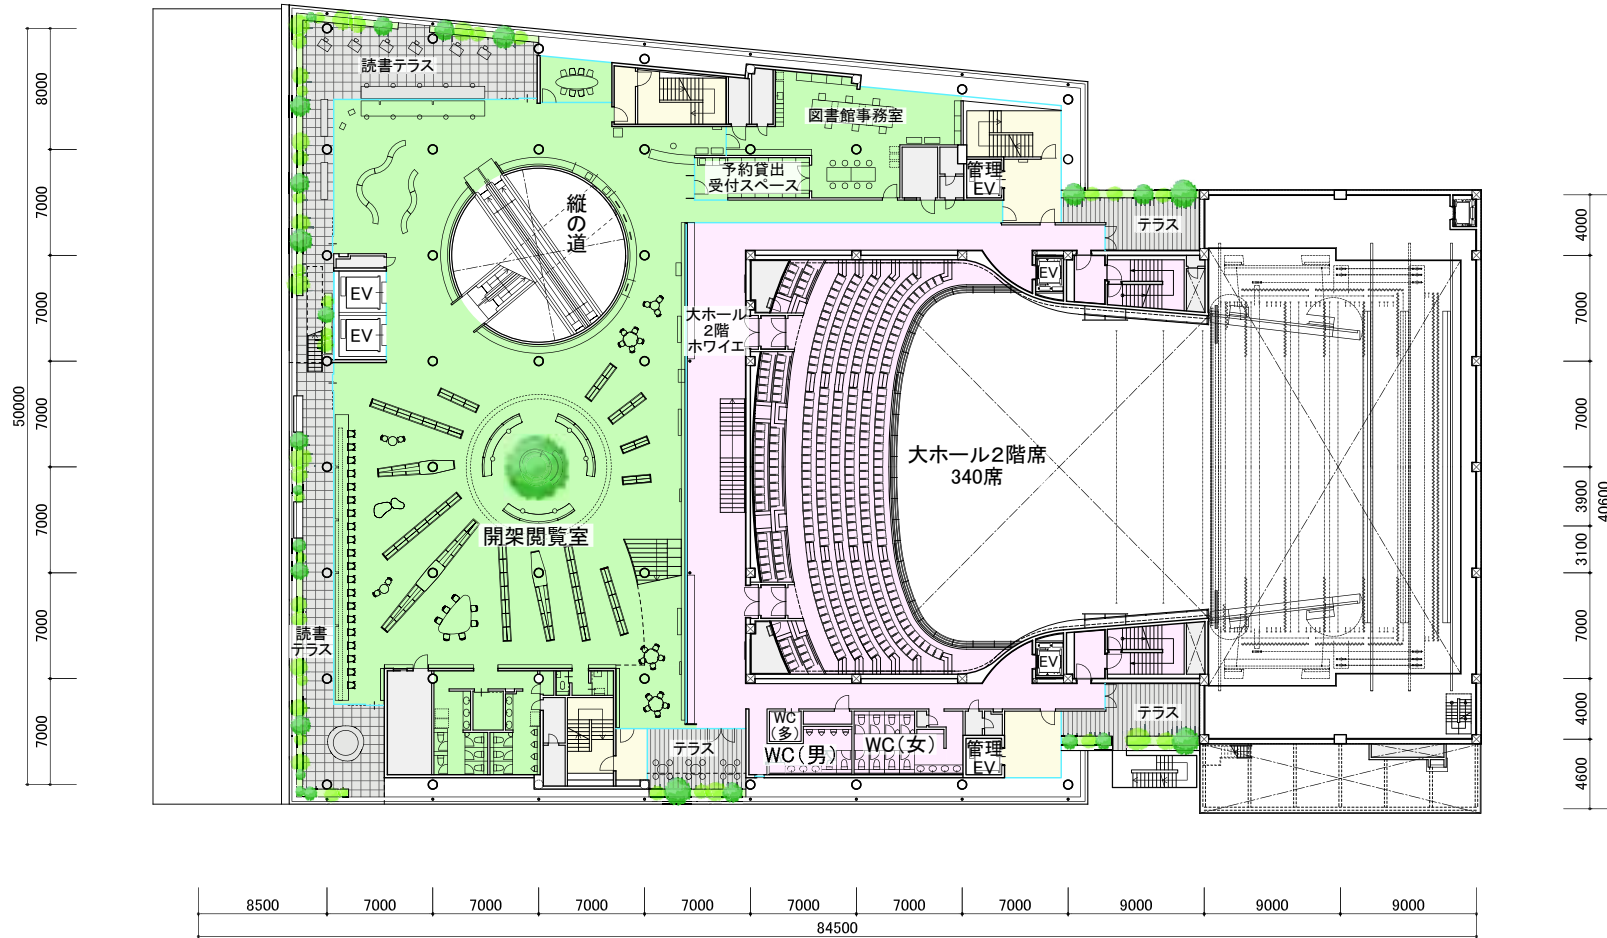 読書テラス
図書館事務室
予約貸出
受付スペース
管理
EV
縦の道
テラス
EV
EV
EV
大ホール
2階
ホワイエ
大ホール2階席
340席
開架閲覧室
読書
テラス
EV
テラス
テラス
WC
(多)
WC(男)
WC(女)
管理
EV
8000
7000
7000
7000
7000
7000
7000
50000
4000
7000
7000
3900
3100
7000
4000
4600
40600
8500
7000
7000
7000
7000
7000
7000
7000
9000
9000
9000
84500